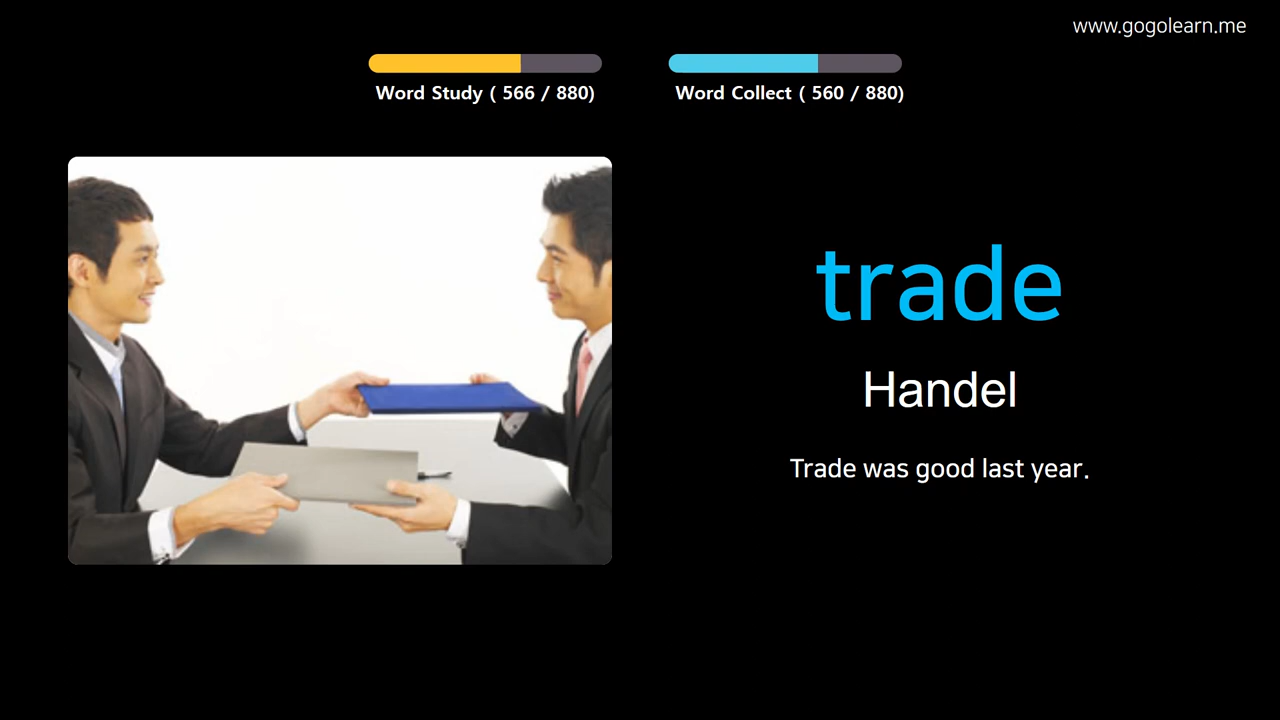 www.gogolearn.me
Word Study ( 566 / 880)
Word Collect ( 560 / 880)
trade
Handel
Trade was good last year.